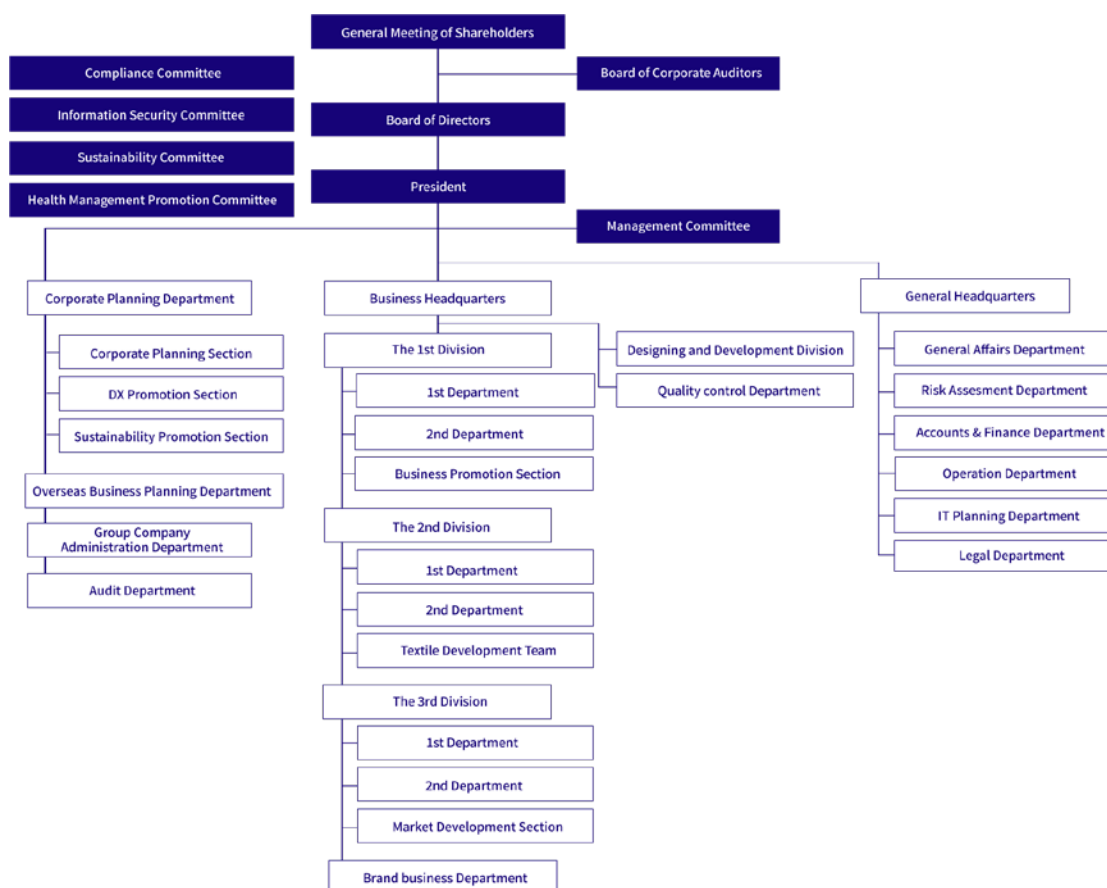 General Meeting of Shareholders
Compliance Committee
Board of Corporate Auditors
Information Security Committee
Board of Directors
Sustainability Committee
President
Health Management Promotion Committee
Management Committee
Corporate Planning Department
Corporate Planning Section
DX Promotion Section
Sustainability Promotion Section
Overseas Business Planning Department
Group Company
Administration Department
Audit Department
Business Headquarters
The 1st Division
1st Department
2nd Department
Business Promotion Section
The 2nd Division
1st Department
2nd Department
Textile Development Team
The 3rd Division
1st Department
2nd Department
Market Development Section
Brand business Department
Designing and Development Division
Quality control Department
General Headquarters
General Affairs Department
Risk Assesment Department
Accounts & Finance Department
Operation Department
IT Planning Department
Legal Department